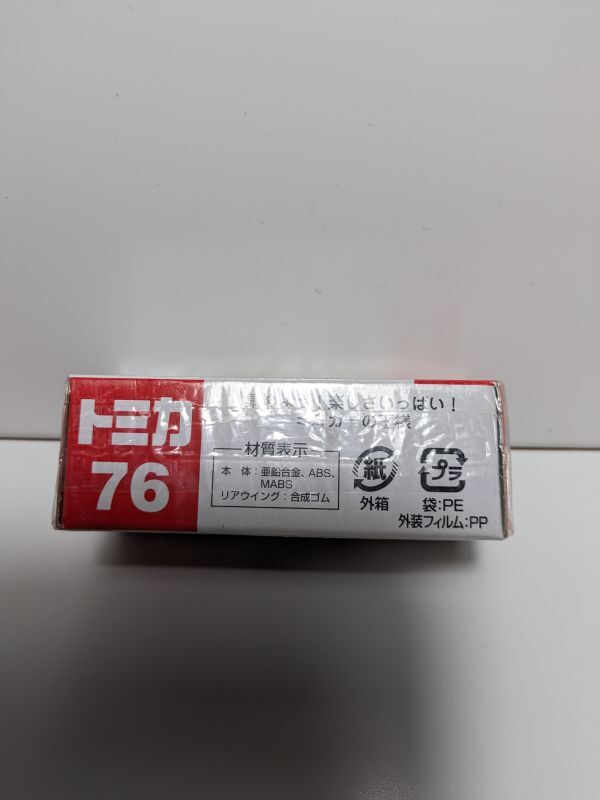 トミカ
76
楽しさいっぱい!
材質表示
本 体:亜鉛合金、ABS、
MABS
リアウイング:合成ゴム
紙
外箱
プラ
袋:PE
外装フィルム:PP